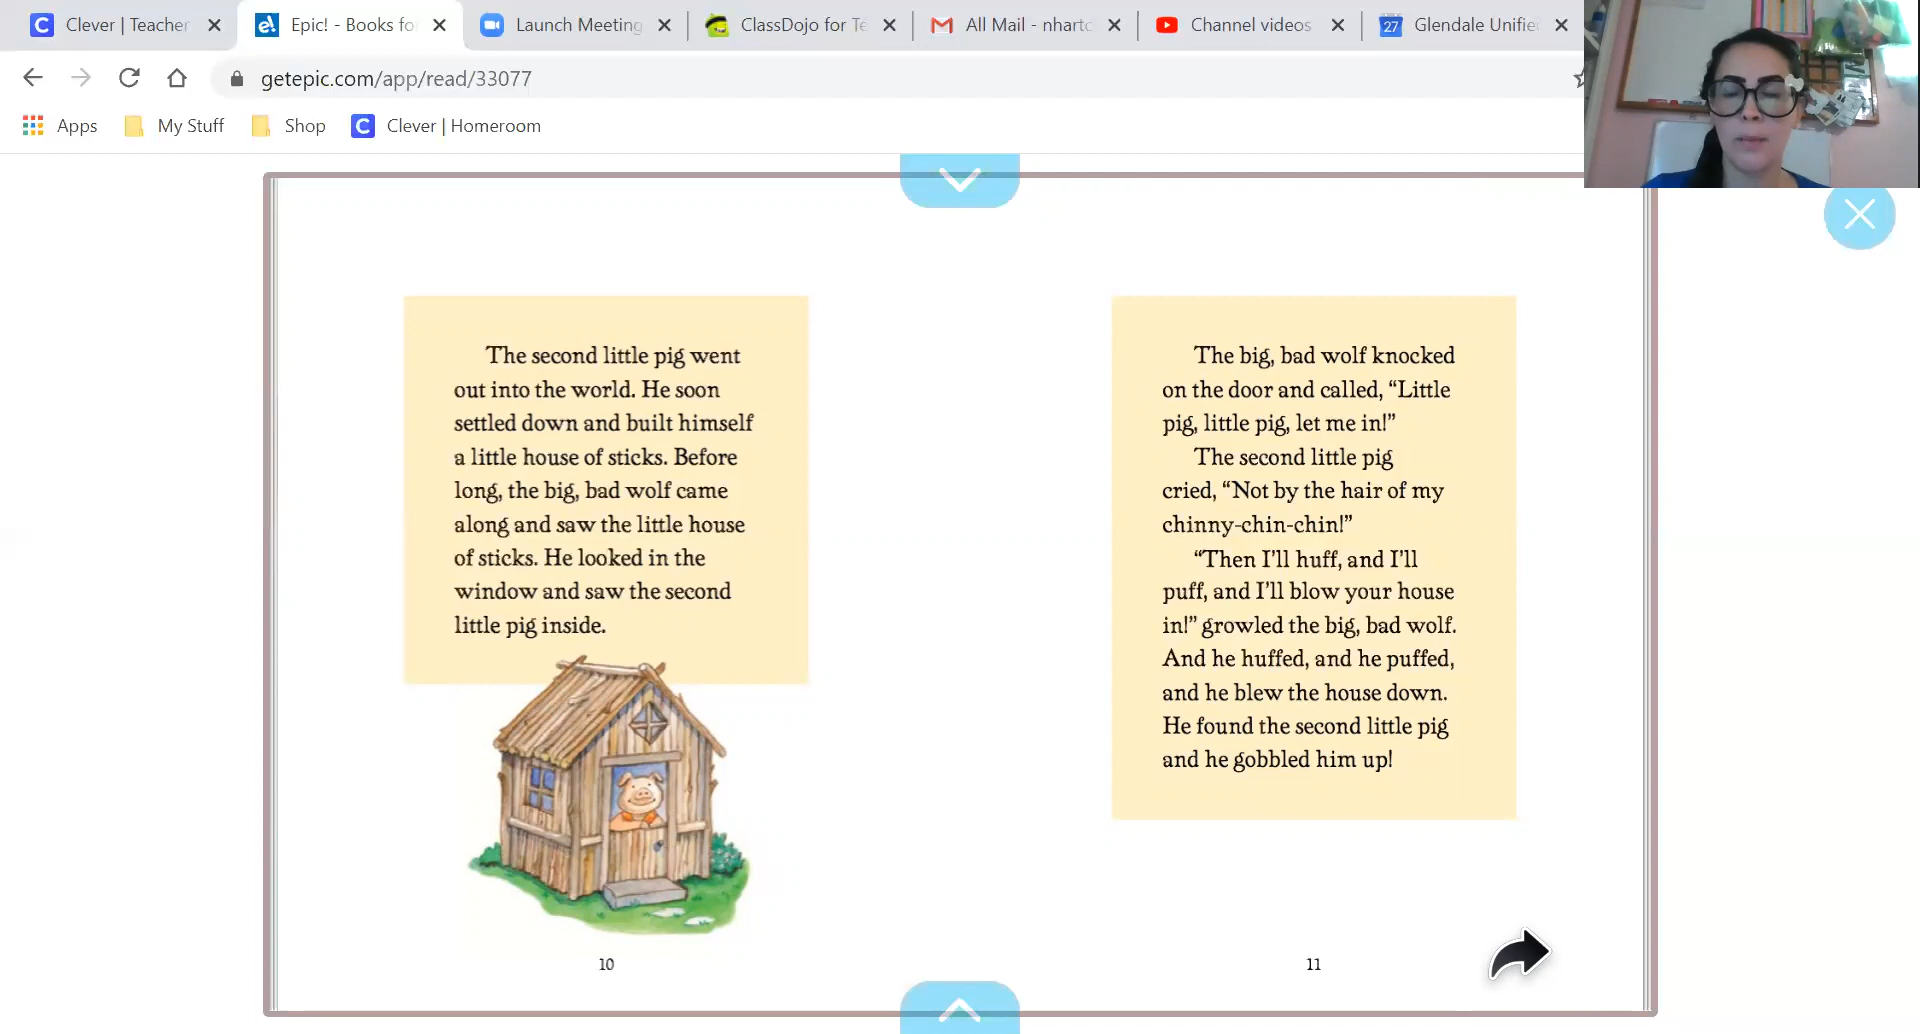 Clever | Teacher
Epic! - Books fo
Launch Meeting
ClassDojo for Te
All Mail - nhartc
Channel videos
27
Glendale Unifie
getepic.com/app/read/33077
Apps
My Stuff
Shop
C
Clever | Homeroom
The second little pig went
out into the world. He soon
settled down and built himself
a little house of sticks. Before
long, the big, bad wolf came
along and saw the little house
of sticks. He looked in the
window and saw the second
little pig inside.
10
The big, bad wolf knocked
on the door and called, “Little
pig, little pig, let me in!”
The second little pig
cried, “Not by the hair of my
chinny-chin-chin!”
“Then I’ll huff, and I’ll
puff, and I’ll blow your house
in!” growled the big, bad wolf.
And he huffed, and he puffed,
and he blew the house down.
He found the second little pig
and he gobbled him up!
11